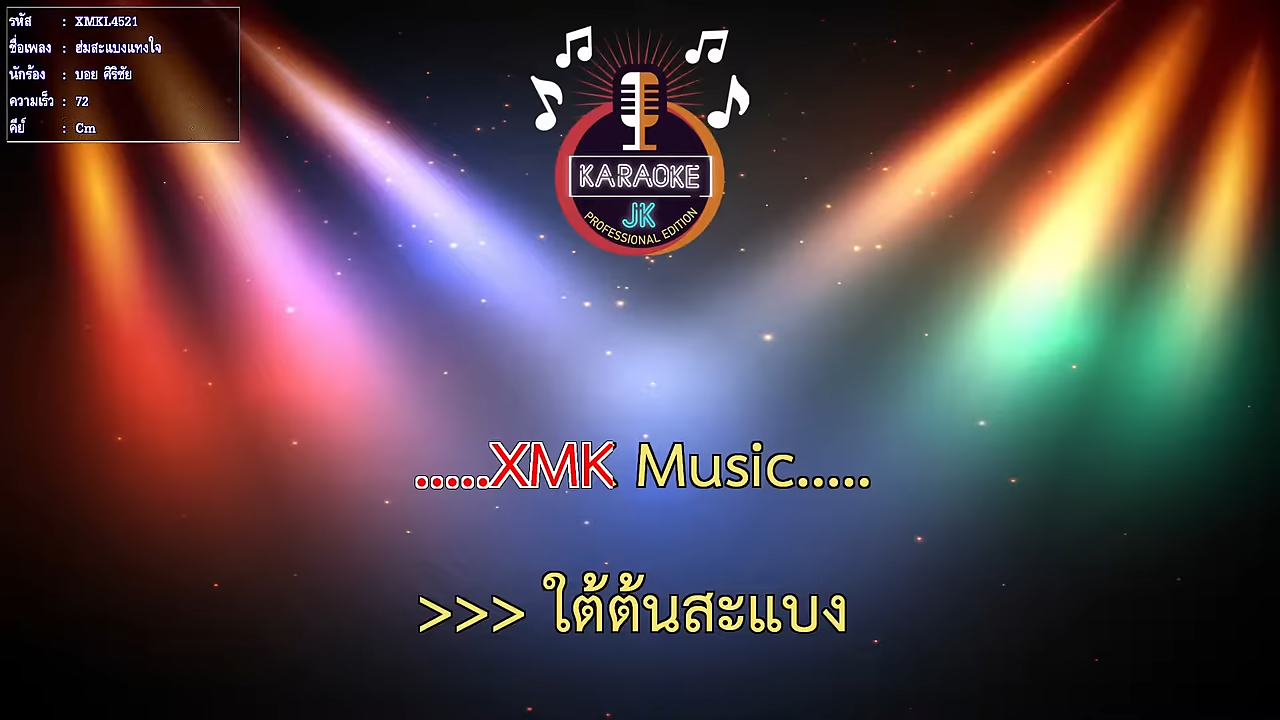 รหัส : XMKL4521
ชื่อเพลง : ฮ่มสะแบงแทงใจ
นักร้อง : บอย ศิริชัย
ความเร็ว : 72
คีย์ : Cm
KARAOKE
JK
PROFESSIONAL EDITION
.....XMK Music.....
>>> ใต้ต้นสะแบง